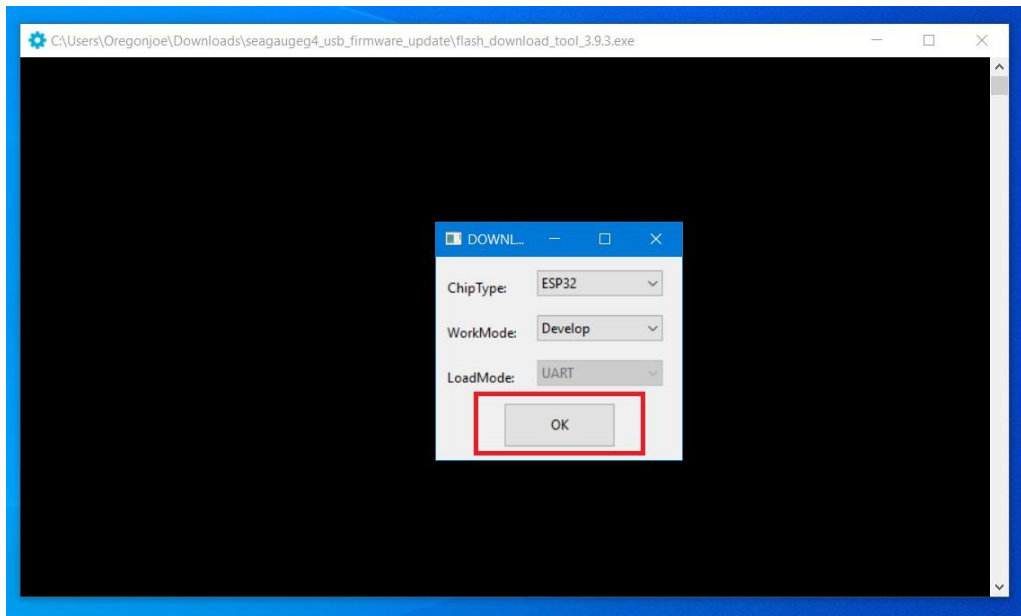 C:\Users\Oregonjoe\Downloads\seagaugeg4_usb_firmware_update\flash_download_tool_3.9.3.exe
DOWNL...
ChipType: ESP32
WorkMode: Develop
LoadMode: UART
OK